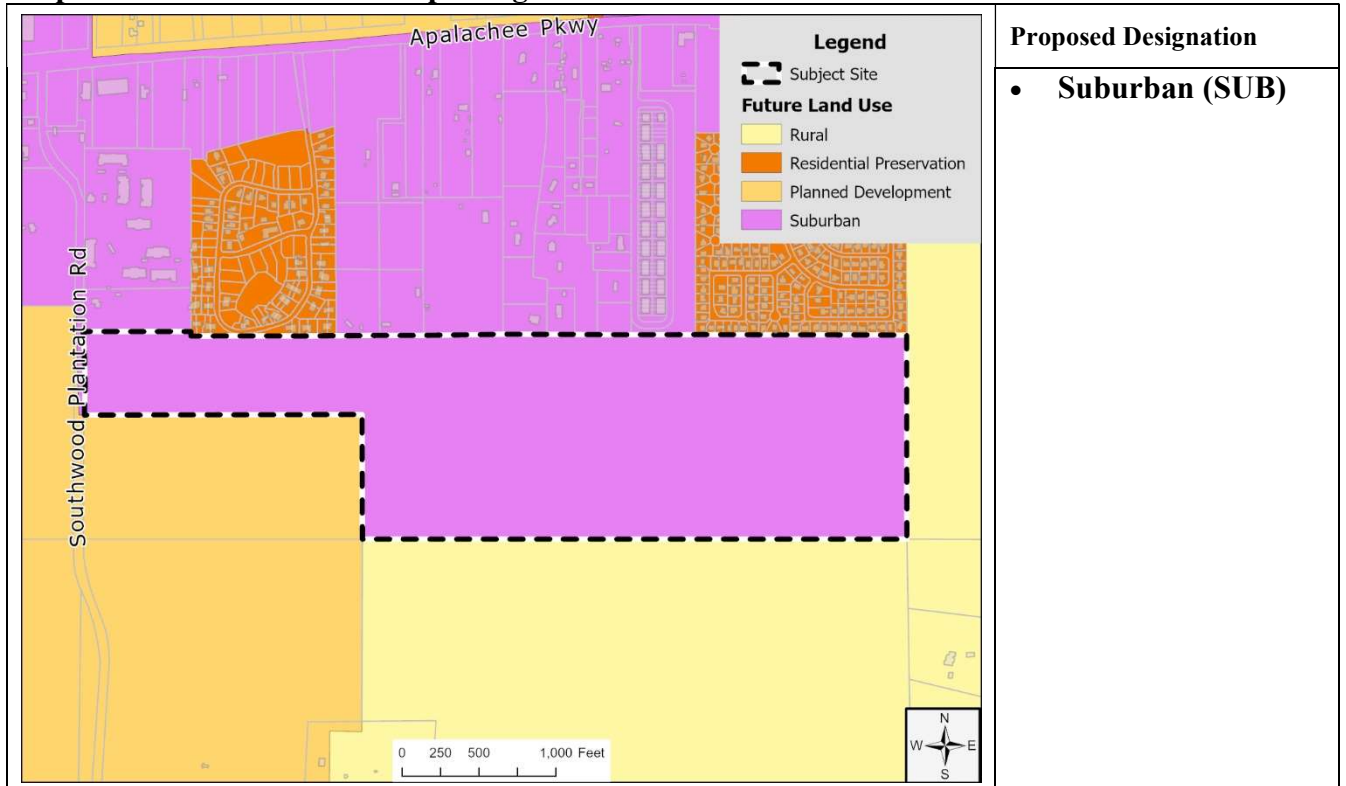 Apalachee Pkwy
Legend
Subject Site
Future Land Use
Rural
Residential Preservation
Planned Development
Suburban
Southwood Plantation Rd
0 250 500 1,000 Feet
N
W E
S
Proposed Designation
• Suburban (SUB)